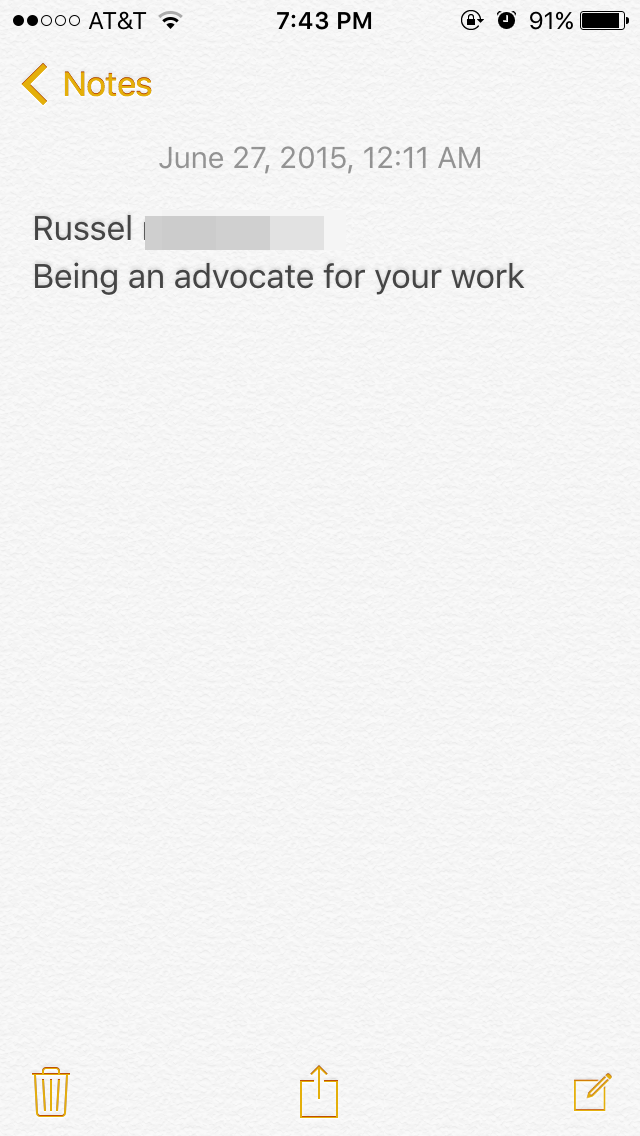 AT&T 7:43 PM 91%
Notes
June 27, 2015, 12:11 AM
Russel
Being an advocate for your work